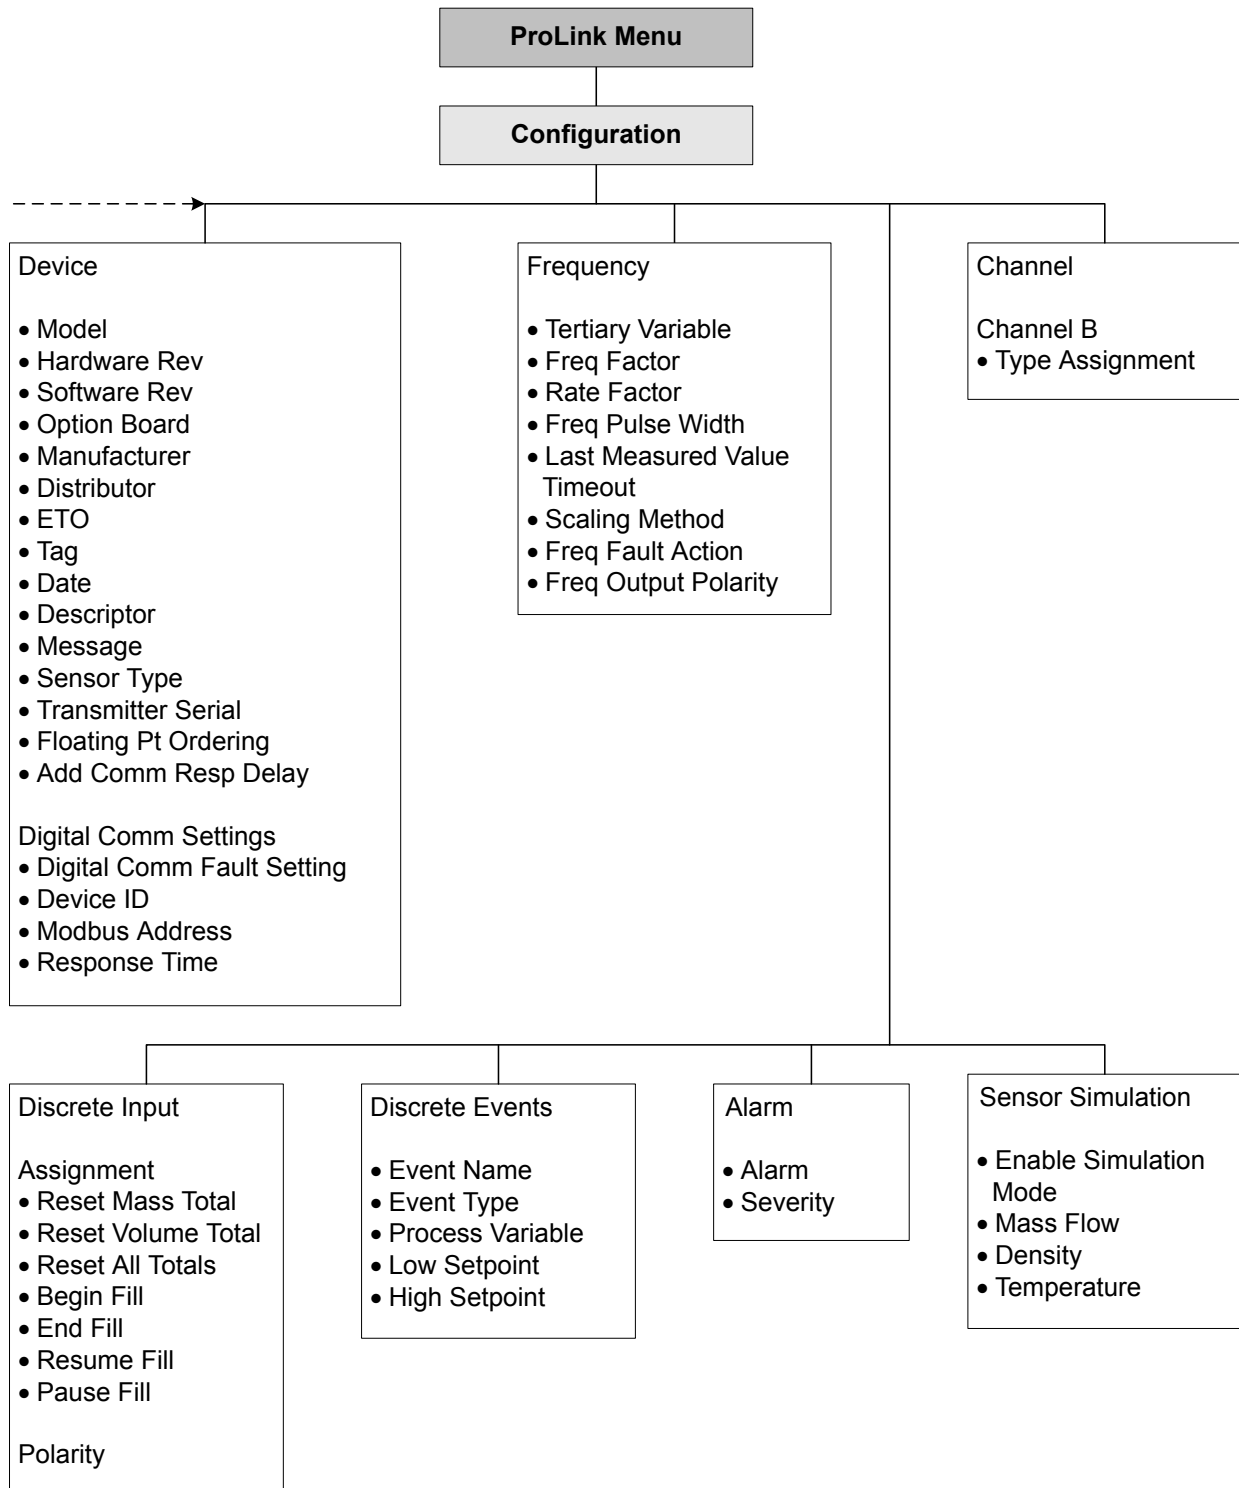 ProLink Menu
Configuration
Device
• Model
• Hardware Rev
• Software Rev
• Option Board
• Manufacturer
• Distributor
• ETO
• Tag
• Date
• Descriptor
• Message
• Sensor Type
• Transmitter Serial
• Floating Pt Ordering
• Add Comm Resp Delay
Digital Comm Settings
• Digital Comm Fault Setting
• Device ID
• Modbus Address
• Response Time
Frequency
• Tertiary Variable
• Freq Factor
• Rate Factor
• Freq Pulse Width
• Last Measured Value
Timeout
• Scaling Method
• Freq Fault Action
• Freq Output Polarity
Channel
Channel B
• Type Assignment
Discrete Input
Assignment
• Reset Mass Total
• Reset Volume Total
• Reset All Totals
• Begin Fill
• End Fill
• Resume Fill
• Pause Fill
Polarity
Discrete Events
• Event Name
• Event Type
• Process Variable
• Low Setpoint
• High Setpoint
Alarm
• Alarm
• Severity
Sensor Simulation
• Enable Simulation
Mode
• Mass Flow
• Density
• Temperature